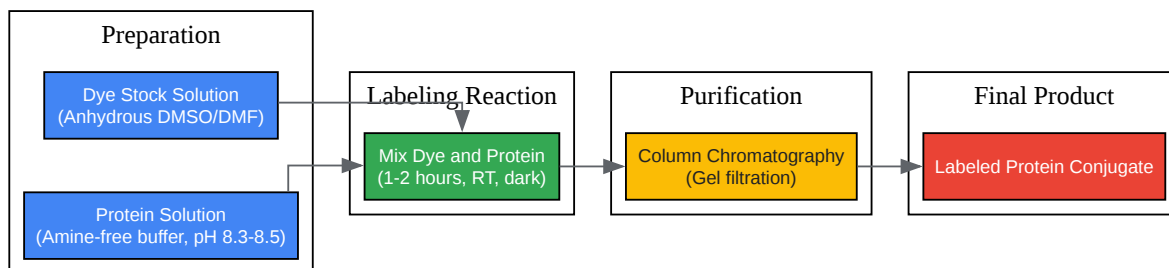 Preparation
Dye Stock Solution
(Anhydrous DMSO/DMF)
Protein Solution
(Amine-free buffer, pH 8.3-8.5)
Labeling Reaction
Mix Dye and Protein
(1-2 hours, RT, dark)
Purification
Column Chromatography
(Gel filtration)
Final Product
Labeled Protein Conjugate